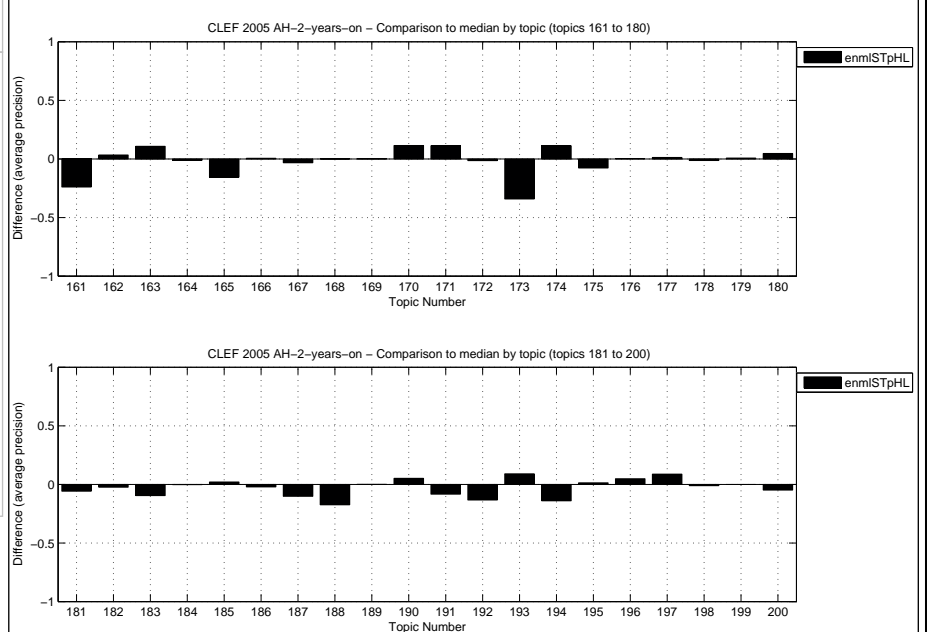 CLEF 2005 AH−2−years−on − Comparison to median by topic (topics 161 to 180)
1
0.5
0
−0.5
−1
Difference (average precision)
enmlSTpHL
161 162 163 164 165 166 167 168 169 170 171 172 173 174 175 176 177 178 179 180
Topic Number
CLEF 2005 AH−2−years−on − Comparison to median by topic (topics 181 to 200)
1
0.5
0
−0.5
−1
Difference (average precision)
enmlSTpHL
181 182 183 184 185 186 187 188 189 190 191 192 193 194 195 196 197 198 199 200
Topic Number